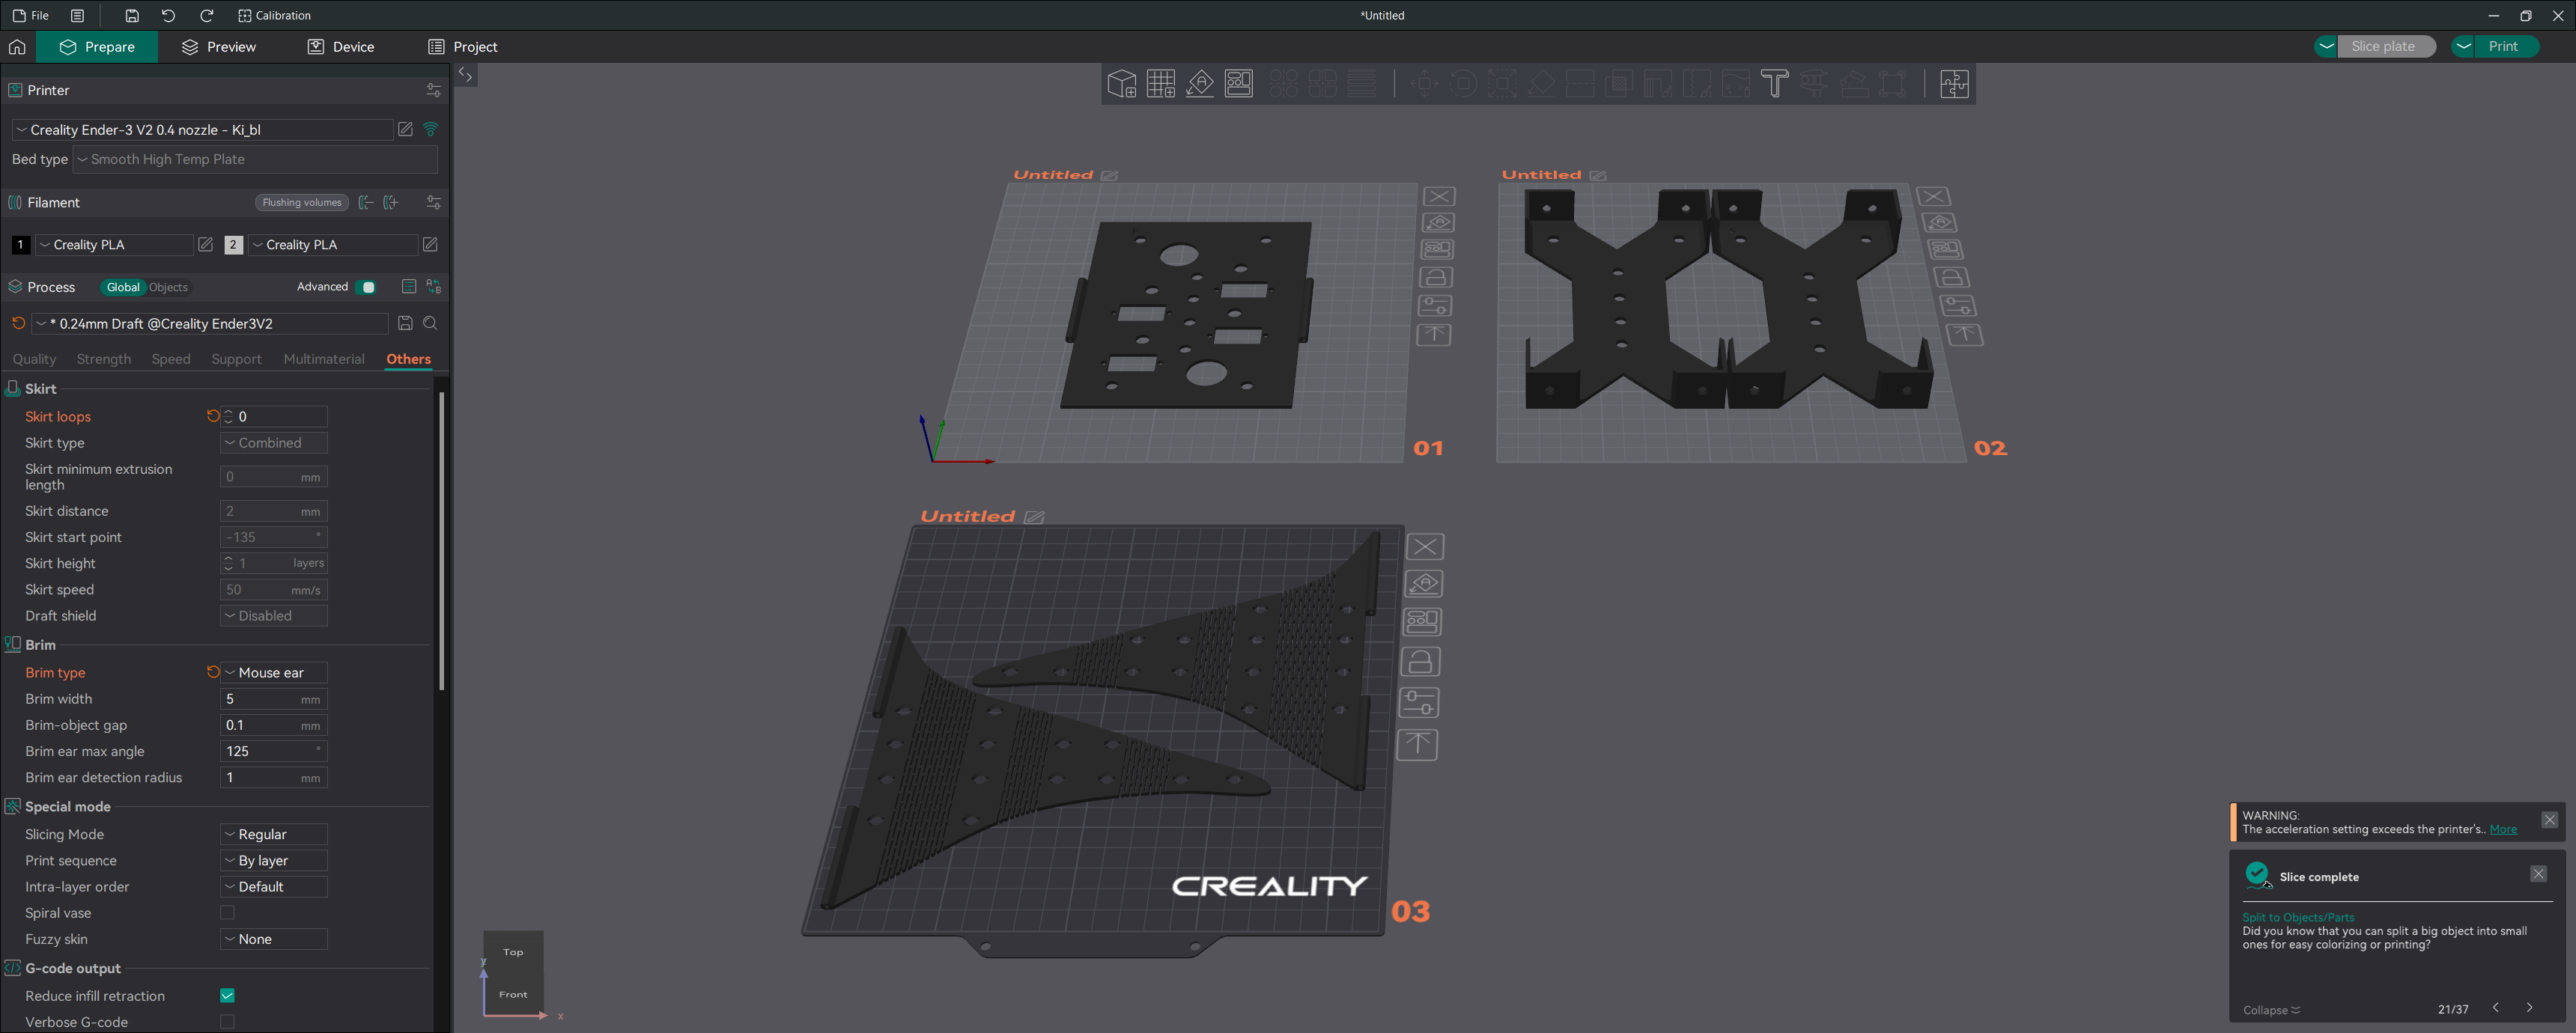 File
Calibration
*Untitled
Prepare
Preview
Device
Project
Slice plate
Print
Printer
Creality Ender-3 V2 0.4 nozzle - Ki_bl
Bed type
Smooth High Temp Plate
Filament
Flushing volumes
1
Creality PLA
2
Creality PLA
Process
Global
Objects
Advanced
* 0.24mm Draft @Creality Ender3V2
Quality
Strength
Speed
Support
Multimaterial
Others
Skirt
Skirt loops
0
Skirt type
Combined
Skirt minimum extrusion
length
0 mm
Skirt distance
2 mm
Skirt start point
-135 °
Skirt height
1 layers
Skirt speed
50 mm/s
Draft shield
Disabled
Brim
Brim type
Mouse ear
Brim width
5 mm
Brim-object gap
0.1 mm
Brim ear max angle
125 °
Brim ear detection radius
1 mm
Special mode
Slicing Mode
Regular
Print sequence
By layer
Intra-layer order
Default
Spiral vase
Fuzzy skin
None
G-code output
Reduce infill retraction
Verbose G-code
Untitled
01
Untitled
02
Untitled
CREALITY
03
Top
Front
y
x
WARNING:
The acceleration setting exceeds the printer's.. More
Slice complete
Split to Objects/Parts
Did you know that you can split a big object into small
ones for easy colorizing or printing?
Collapse
21/37